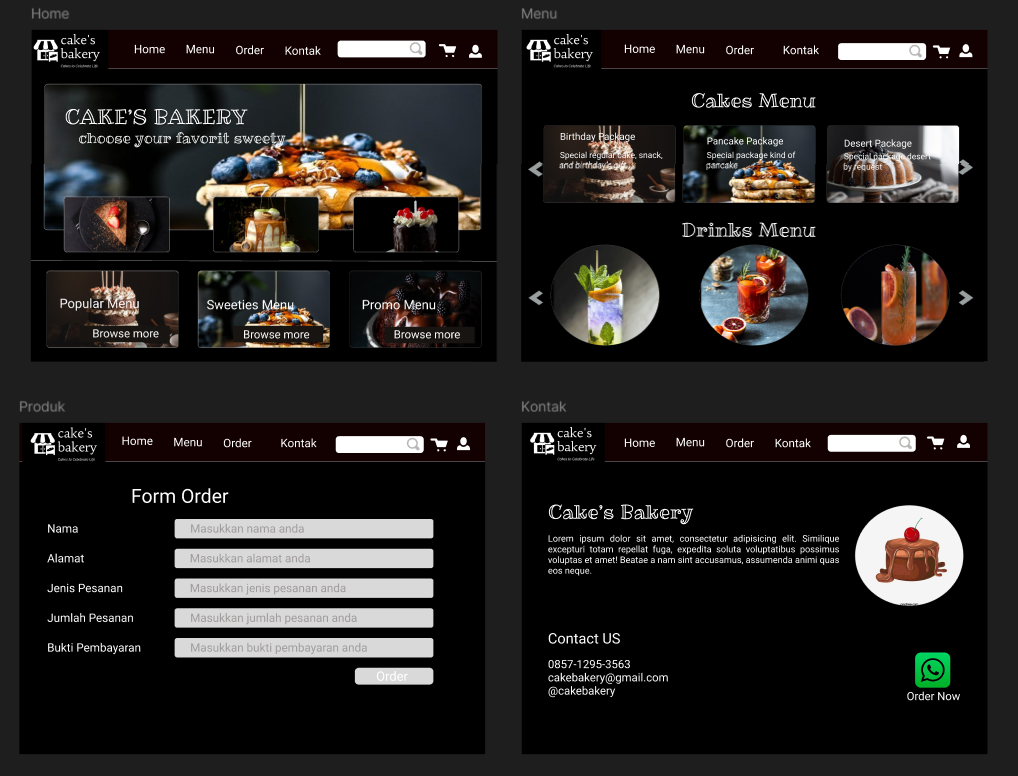 Home
cake's
bakery
Cakes to Celebrate Life
Home Menu Order Kontak
CAKE'S BAKERY
choose your favorit sweety
Popular Menu
Browse more
Sweeties Menu
Browse more
Promo Menu
Browse more
Menu
cake's
bakery
Cakes to Celebrate Life
Home Menu Order Kontak
Cakes Menu
Birthday Package
Special regular cake, snack,
and birthday's
Pancake Package
Special package kind of
pancake
Desert Package
Special package desert
by request
Drinks Menu
Produk
cake's
bakery
Cakes to Celebrate Life
Home Menu Order Kontak
Form Order
Nama Masukkan nama anda
Alamat Masukkan alamat anda
Jenis Pesanan Masukkan jenis pesanan anda
Jumlah Pesanan Masukkan jumlah pesanan anda
Bukti Pembayaran Masukkan bukti pembayaran anda
Order
Kontak
cake's
bakery
Cakes to Celebrate Life
Home Menu Order Kontak
Cake's Bakery
Lorem ipsum dolor sit amet, consectetur adipisicing elit. Similique
excepturi totam repellat fuga, expedita soluta voluptatibus possimus
voluptas et amet! Beatae a nam sint accusamus, assumenda animi quas
eos neque.
Contact US
0857-1295-3563
cakebakery@gmail.com
@cakebakery
Order Now